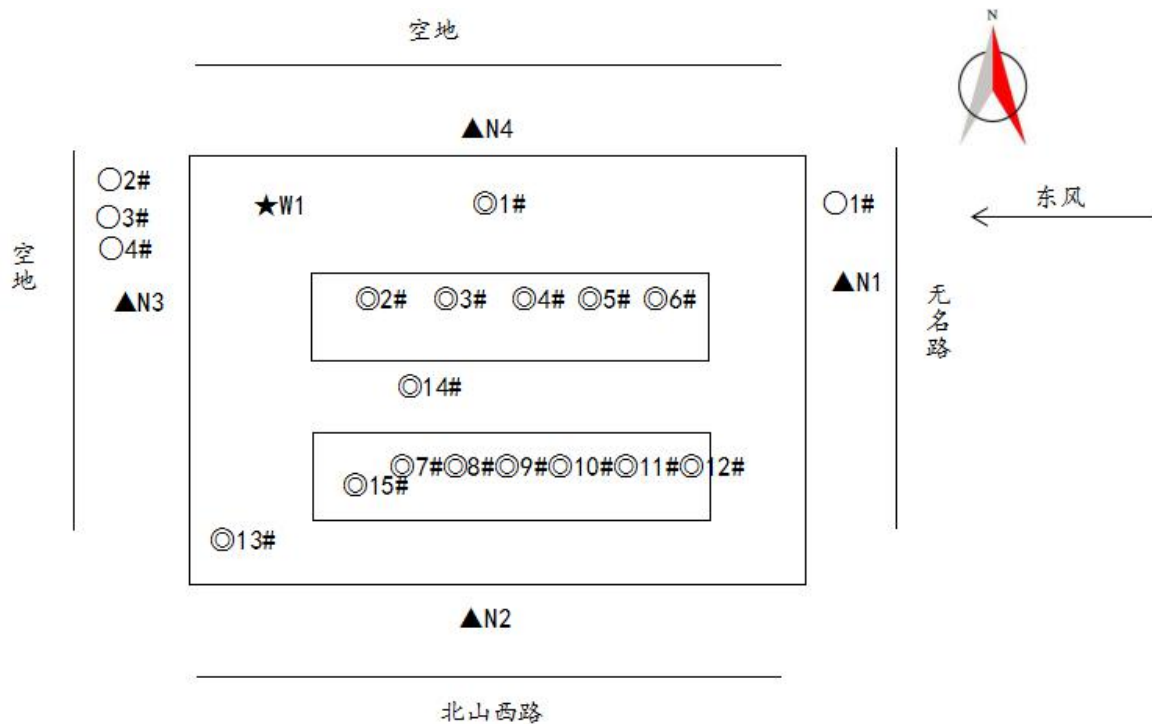 空地
N
▲N4
○2#
★W1
◎1#
○1#
东风
○3#
○4#
空地
▲N3
◎2#
◎3#
◎4#
◎5#
◎6#
▲N1
无名路
◎14#
◎7#
◎8#
◎9#
◎10#
◎11#
◎12#
◎15#
◎13#
▲N2
北山西路